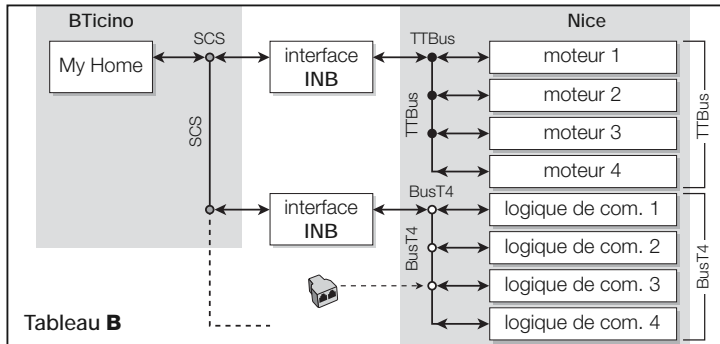 BTicino
Nice
SCS
TTBus
My Home
interface
INB
moteur 1
moteur 2
moteur 3
moteur 4
SCS
TTBus
TTBus
BusT4
interface
INB
logique de com. 1
logique de com. 2
logique de com. 3
logique de com. 4
BusT4
BusT4
Tableau B